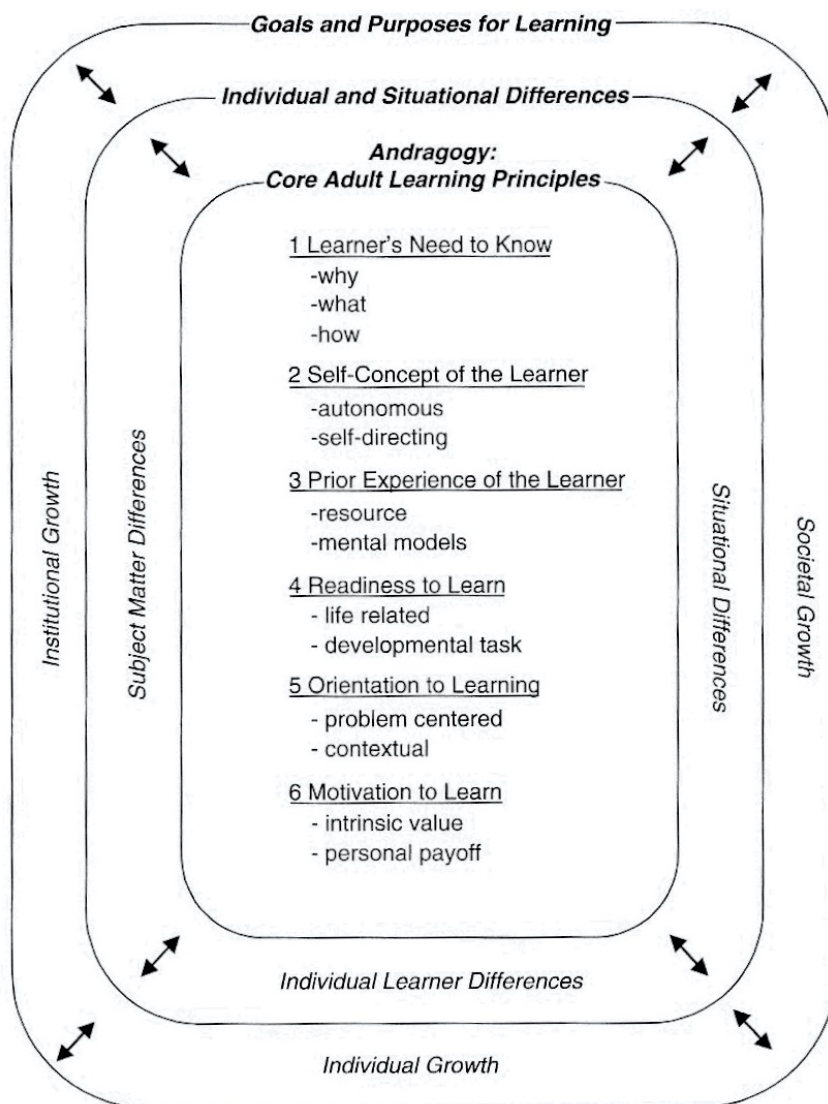 Goals and Purposes for Learning
Individual and Situational Differences
Andragogy:
Core Adult Learning Principles
1 Learner's Need to Know
-why
-what
-how
2 Self-Concept of the Learner
-autonomous
-self-directing
3 Prior Experience of the Learner
-resource
-mental models
4 Readiness to Learn
- life related
- developmental task
5 Orientation to Learning
- problem centered
- contextual
6 Motivation to Learn
- intrinsic value
- personal payoff
Institutional Growth
Subject Matter Differences
Situational Differences
Societal Growth
Individual Learner Differences
Individual Growth